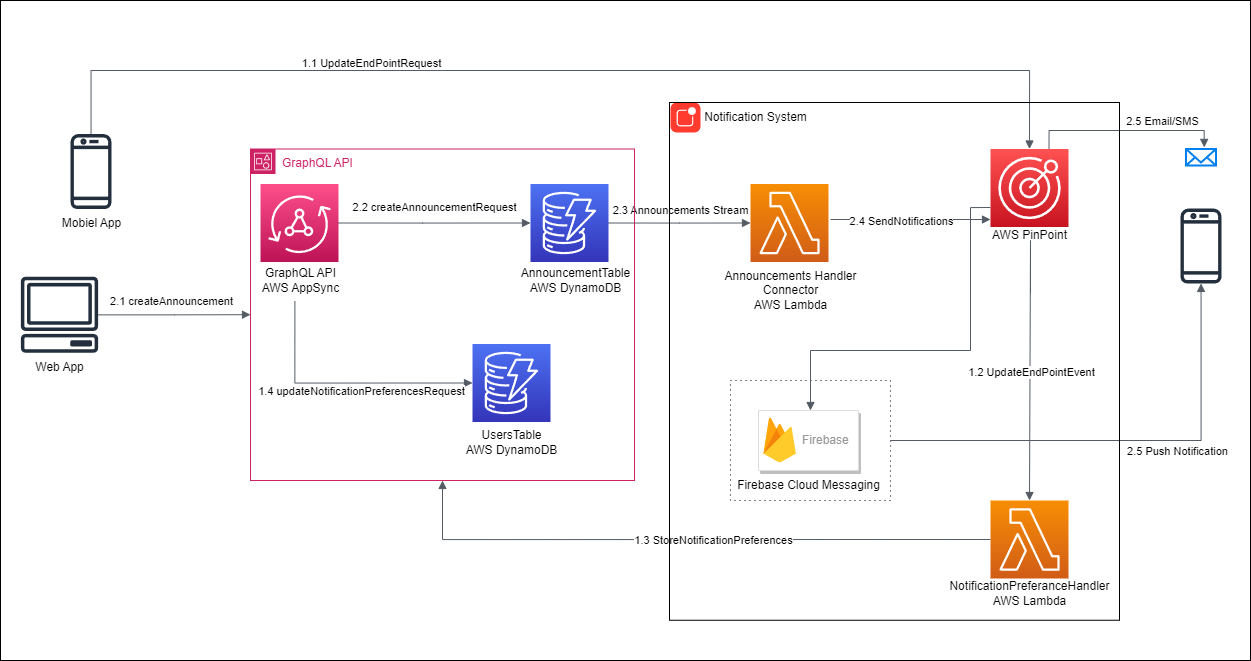 1.1 UpdateEndPointRequest
Notification System
2.5 Email/SMS
GraphQL API
2.2 createAnnouncementRequest
2.3 Announcements Stream
2.4 SendNotifications
Mobiel App
AWS PinPoint
GraphQL API
AWS AppSync
AnnouncementTable
AWS DynamoDB
Announcements Handler
Connector
AWS Lambda
2.1 createAnnouncement
Web App
1.2 UpdateEndPointEvent
1.4 updateNotificationPreferencesRequest
UsersTable
AWS DynamoDB
Firebase
Firebase Cloud Messaging
2.5 Push Notification
1.3 StoreNotificationPreferences
NotificationPreferanceHandler
AWS Lambda